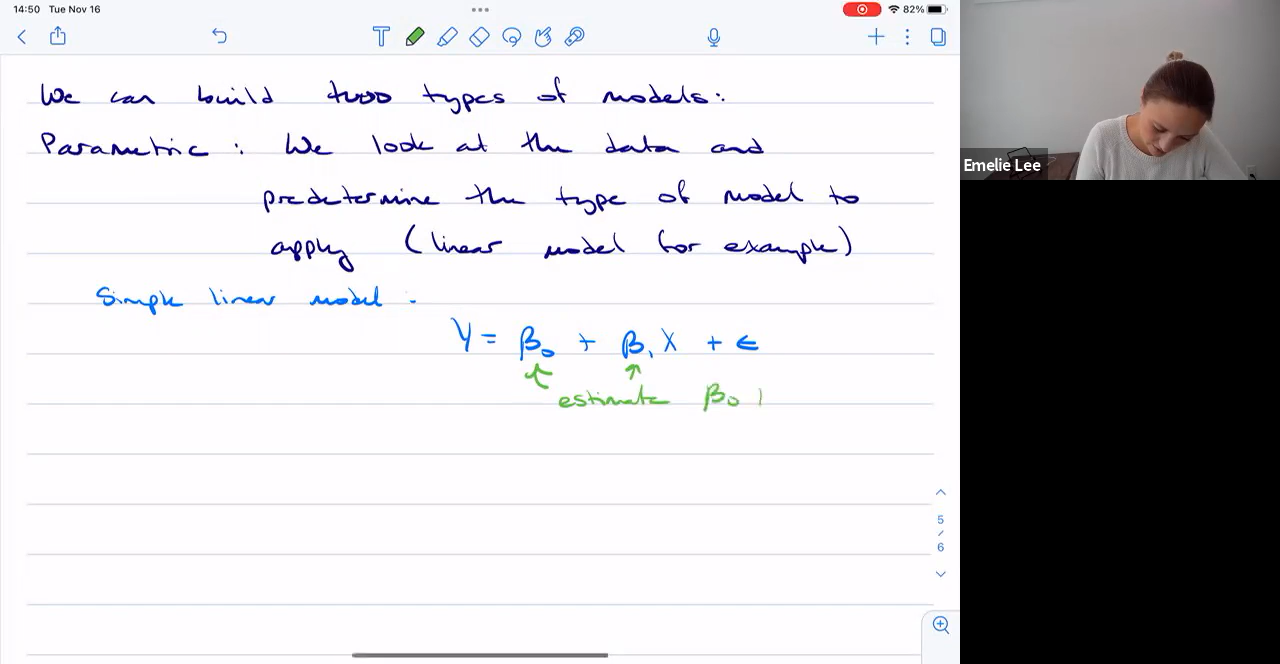 14:50 Tue Nov 16
82%
We can build two types of models:
Parametric : We look at the data and
predetermine the type of model to
apply (linear model for example)
Simple linear model :
Y = β₀ + β₁X + ϵ
estimate β₀
5/6
Emelie Lee